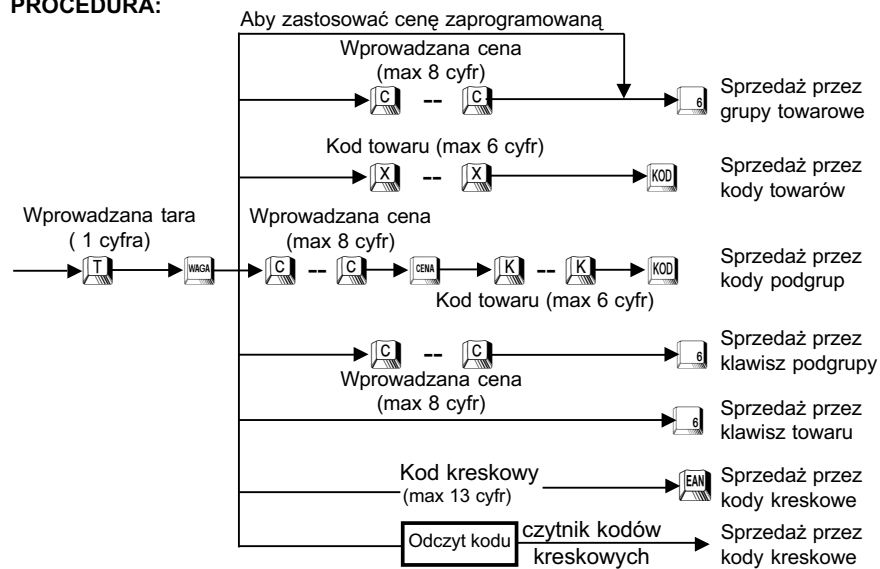 PROCEDURA:
Aby zastosować cenę zaprogramowaną
Wprowadzana cena
(max 8 cyfr)
C -- C 6
Sprzedaż przez
grupy towarowe
Kod towaru (max 6 cyfr)
X -- X KOD
Sprzedaż przez
kody towarów
Wprowadzana tara
( 1 cyfra)
Wprowadzana cena
(max 8 cyfr)
T WAGA C -- C CENA K -- K KOD
Kod towaru (max 6 cyfr)
Sprzedaż przez
kody podgrup
C -- C 6
Wprowadzana cena
(max 8 cyfr)
Sprzedaż przez
klawisz podgrupy
6
Sprzedaż przez
klawisz towaru
Kod kreskowy
(max 13 cyfr)
EAN
Sprzedaż przez
kody kreskowe
Odczyt kodu
czytnik kodów
kreskowych
Sprzedaż przez
kody kreskowe